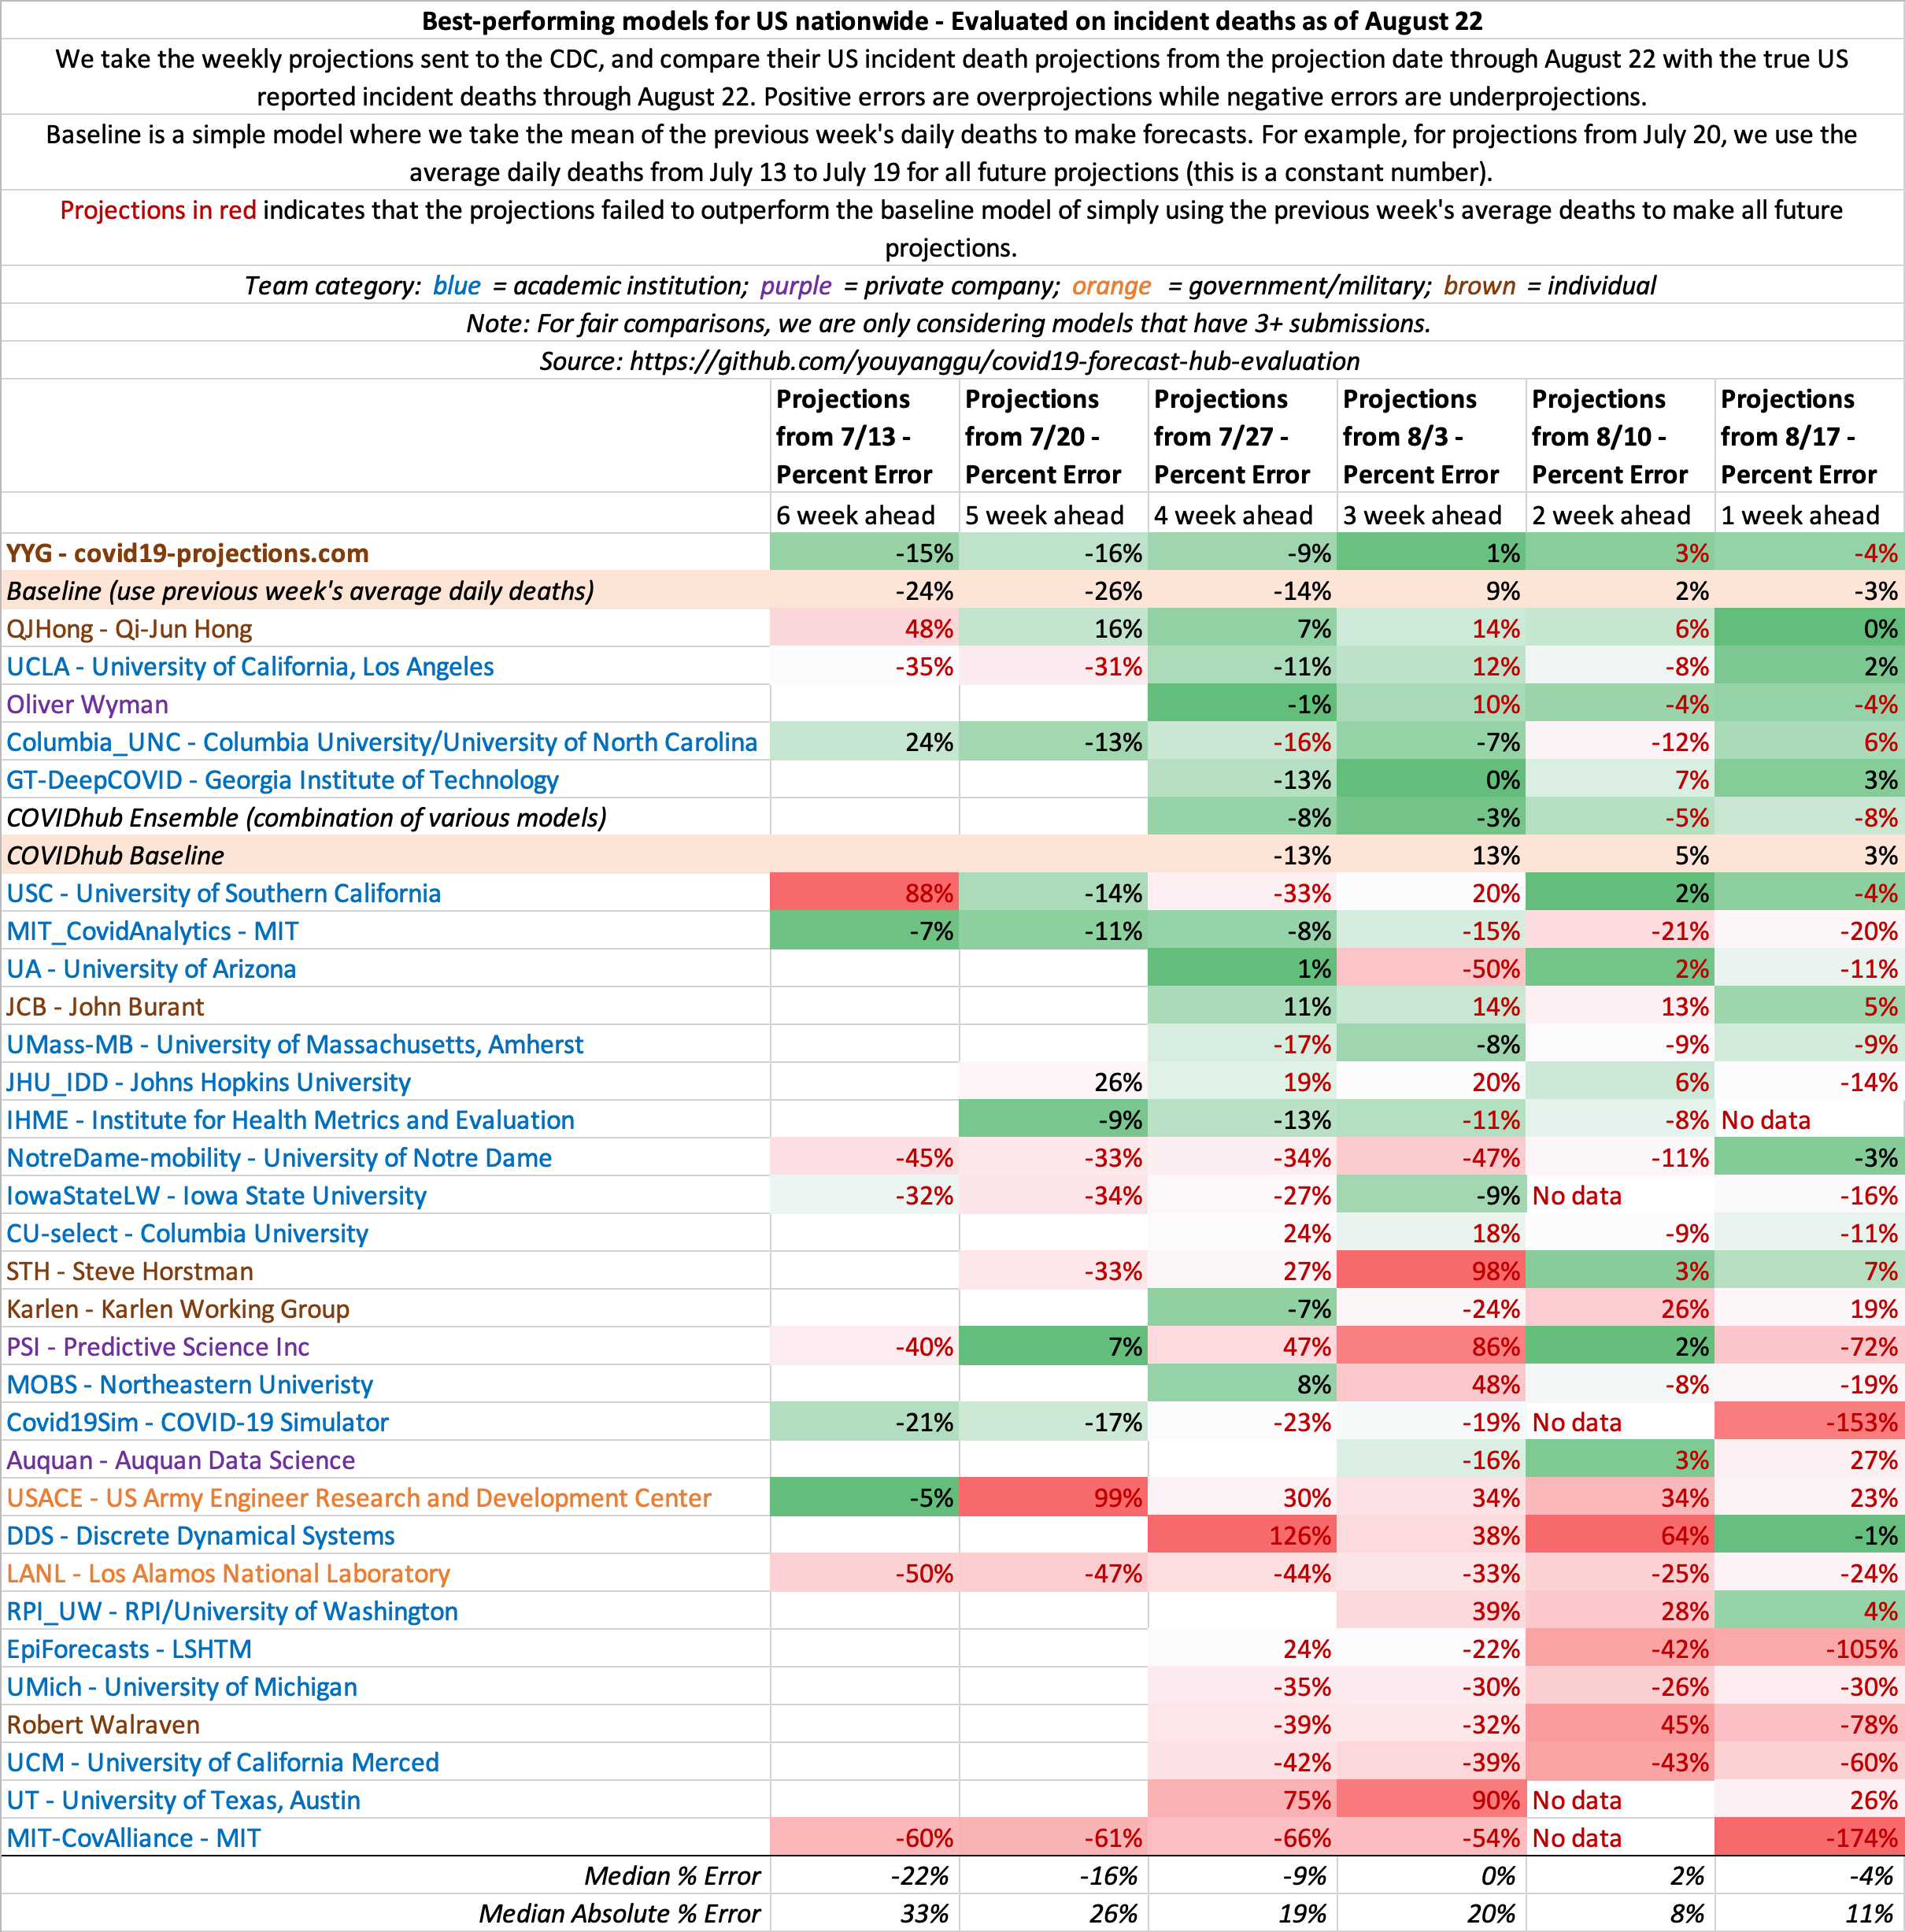 Best-performing models for US nationwide - Evaluated on incident deaths as of August 22
We take the weekly projections sent to the CDC, and compare their US incident death projections from the projection date through August 22 with the true US
reported incident deaths through August 22. Positive errors are overprojections while negative errors are underprojections.
Baseline is a simple model where we take the mean of the previous week's daily deaths to make forecasts. For example, for projections from July 20, we use the
average daily deaths from July 13 to July 19 for all future projections (this is a constant number).
Projections in red indicates that the projections failed to outperform the baseline model of simply using the previous week's average deaths to make all future
projections.
Team category: blue = academic institution; purple = private company; orange = government/military; brown = individual
Note: For fair comparisons, we are only considering models that have 3+ submissions.
Source: https://github.com/youyanggu/covid19-forecast-hub-evaluation
Projections Projections Projections Projections Projections Projections
from 7/13 - from 7/20 - from 7/27 - from 8/3 - from 8/10 - from 8/17 -
Percent Error Percent Error Percent Error Percent Error Percent Error Percent Error
6 week ahead 5 week ahead 4 week ahead 3 week ahead 2 week ahead 1 week ahead
YYG - covid19-projections.com -15% -16% -9% 1% 3% -4%
Baseline (use previous week's average daily deaths) -24% -26% -14% 9% 2% -3%
QJHong - Qi-Jun Hong 48% 16% 7% 14% 6% 0%
UCLA - University of California, Los Angeles -35% -31% -11% 12% -8% 2%
Oliver Wyman -1% 10% -4% -4%
Columbia_UNC - Columbia University/University of North Carolina 24% -13% -16% -7% -12% 6%
GT-DeepCOVID - Georgia Institute of Technology -13% 0% 7% 3%
COVIDhub Ensemble (combination of various models) -8% -3% -5% -8%
COVIDhub Baseline -13% 13% 5% 3%
USC - University of Southern California 88% -14% -33% 20% 2% -4%
MIT_CovidAnalytics - MIT -7% -11% -8% -15% -21% -20%
UA - University of Arizona 1% -50% 2% -11%
JCB - John Burant 11% 14% 13% 5%
UMass-MB - University of Massachusetts, Amherst -17% -8% -9% -9%
JHU_IDD - Johns Hopkins University 26% 19% 20% 6% -14%
IHME - Institute for Health Metrics and Evaluation -9% -13% -11% -8% No data
NotreDame-mobility - University of Notre Dame -45% -33% -34% -47% -11% -3%
IowaStateLW - Iowa State University -32% -34% -27% -9% No data -16%
CU-select - Columbia University 24% 18% -9% -11%
STH - Steve Horstman -33% 27% 98% 3% 7%
Karlen - Karlen Working Group -7% -24% 26% 19%
PSI - Predictive Science Inc -40% 7% 47% 86% 2% -72%
MOBS - Northeastern Univeristy 8% 48% -8% -19%
Covid19Sim - COVID-19 Simulator -21% -17% -23% -19% No data -153%
Auquan - Auquan Data Science -16% 3% 27%
USACE - US Army Engineer Research and Development Center -5% 99% 30% 34% 34% 23%
DDS - Discrete Dynamical Systems 126% 38% 64% -1%
LANL - Los Alamos National Laboratory -50% -47% -44% -33% -25% -24%
RPI_UW - RPI/University of Washington 39% 28% 4%
EpiForecasts - LSHTM 24% -22% -42% -105%
UMich - University of Michigan -35% -30% -26% -30%
Robert Walraven -39% -32% 45% -78%
UCM - University of California Merced -42% -39% -43% -60%
UT - University of Texas, Austin 75% 90% No data 26%
MIT-CovAlliance - MIT -60% -61% -66% -54% No data -174%
Median % Error -22% -16% -9% 0% 2% -4%
Median Absolute % Error 33% 26% 19% 20% 8% 11%